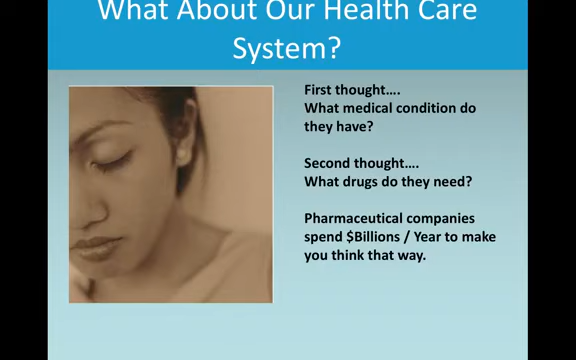 What About Our Health Care
System?
First thought....
What medical condition do
they have?
Second thought....
What drugs do they need?
Pharmaceutical companies
spend $Billions / Year to make
you think that way.